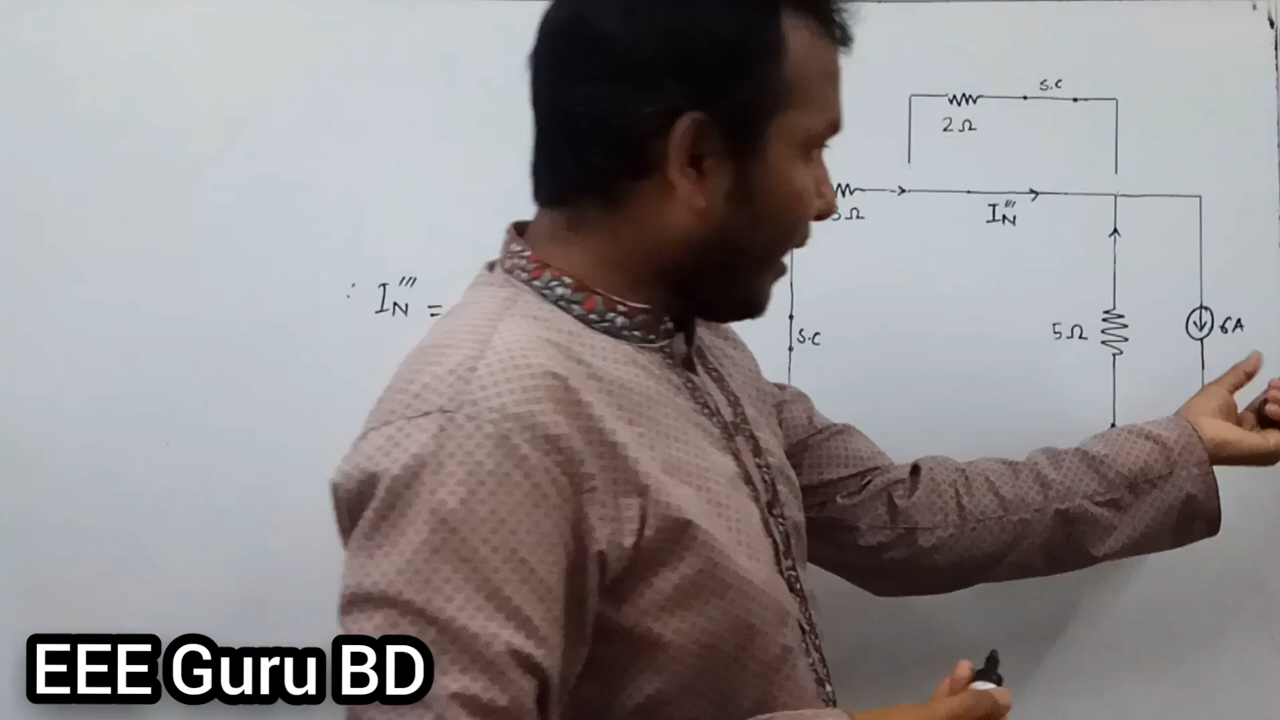 S.C
2Ω
I_N'''
∴ I_N''' =
S.C
5Ω
6A
EEE Guru BD